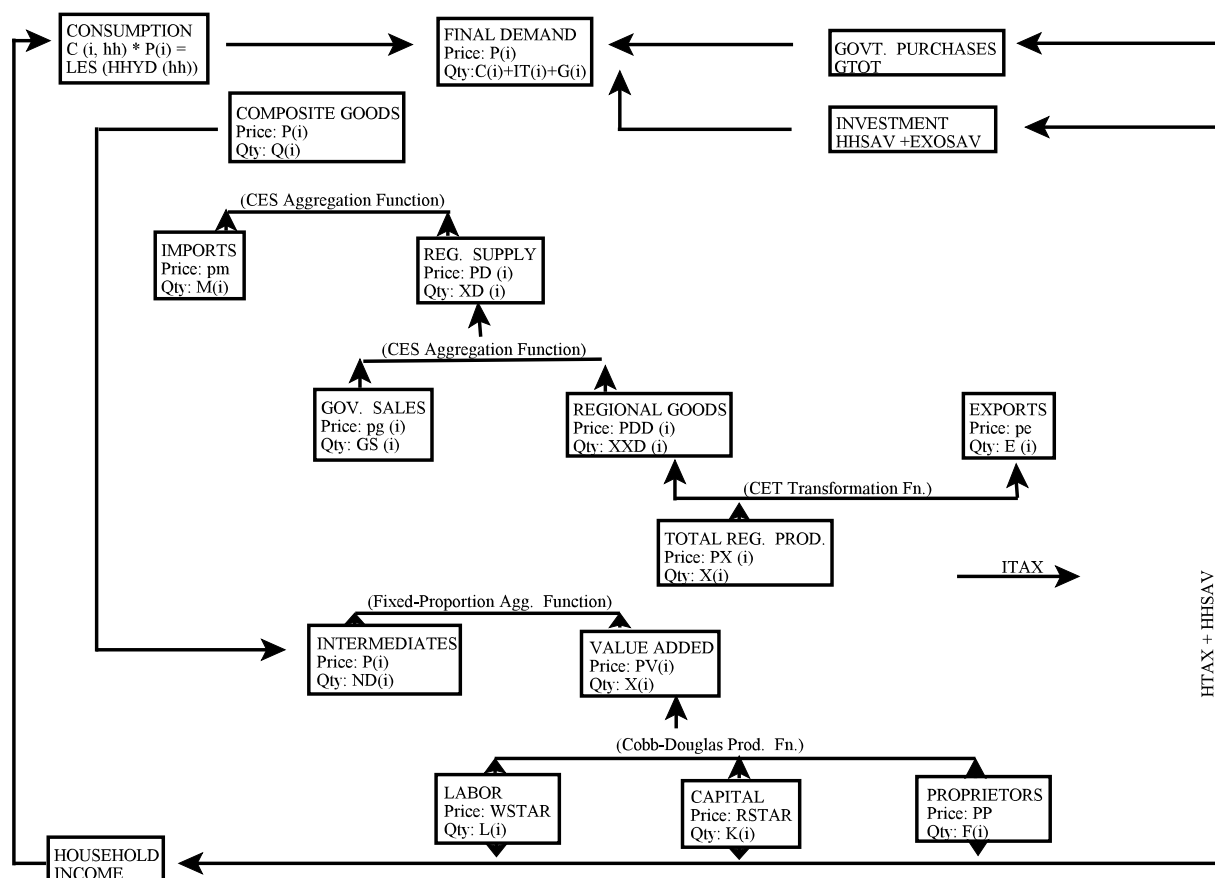 CONSUMPTION
C (i, hh) * P(i) =
LES (HHYD (hh))
FINAL DEMAND
Price: P(i)
Qty:C(i)+IT(i)+G(i)
GOVT. PURCHASES
GTOT
COMPOSITE GOODS
Price: P(i)
Qty: Q(i)
INVESTMENT
HHSAV +EXOSAV
(CES Aggregation Function)
IMPORTS
Price: pm
Qty: M(i)
REG. SUPPLY
Price: PD (i)
Qty: XD (i)
(CES Aggregation Function)
GOV. SALES
Price: pg (i)
Qty: GS (i)
REGIONAL GOODS
Price: PDD (i)
Qty: XXD (i)
EXPORTS
Price: pe
Qty: E (i)
(CET Transformation Fn.)
TOTAL REG. PROD.
Price: PX (i)
Qty: X(i)
ITAX
HTAX + HHSAV
(Fixed-Proportion Agg. Function)
INTERMEDIATES
Price: P(i)
Qty: ND(i)
VALUE ADDED
Price: PV(i)
Qty: X(i)
(Cobb-Douglas Prod. Fn.)
LABOR
Price: WSTAR
Qty: L(i)
CAPITAL
Price: RSTAR
Qty: K(i)
PROPRIETORS
Price: PP
Qty: F(i)
HOUSEHOLD
INCOME